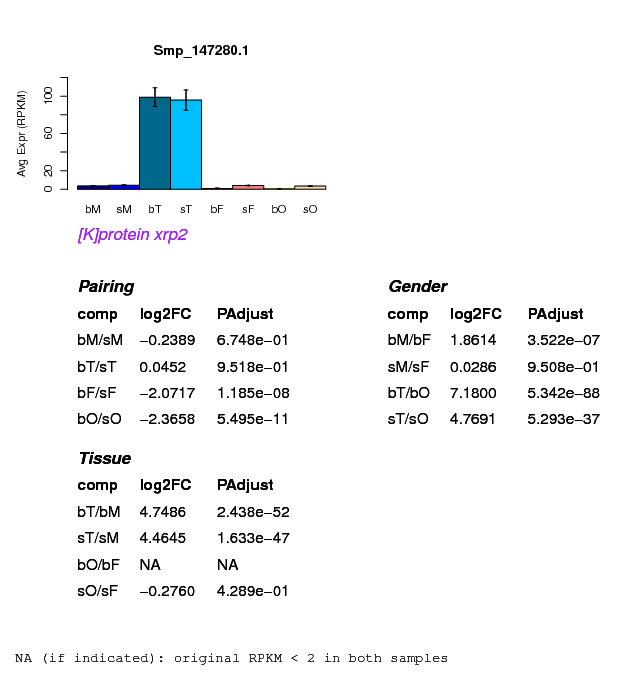 Smp_147280.1
Avg Expr (RPKM)
100
60
20
0
bM sM bT sT bF sF bO sO
[K]protein xrp2
Pairing
comp log2FC PAdjust
bM/sM −0.2389 6.748e−01
bT/sT 0.0452 9.518e−01
bF/sF −2.0717 1.185e−08
bO/sO −2.3658 5.495e−11
Gender
comp log2FC PAdjust
bM/bF 1.8614 3.522e−07
sM/sF 0.0286 9.508e−01
bT/bO 7.1800 5.342e−88
sT/sO 4.7691 5.293e−37
Tissue
comp log2FC PAdjust
bT/bM 4.7486 2.438e−52
sT/sM 4.4645 1.633e−47
bO/bF NA NA
sO/sF −0.2760 4.289e−01
NA (if indicated): original RPKM < 2 in both samples